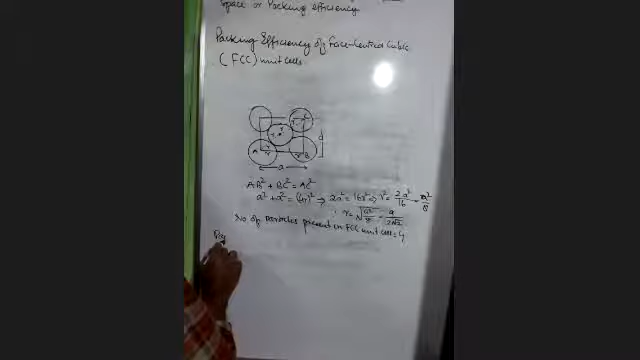 Space or Packing efficiency
Packing Efficiency of Face-Centred Cubic
(FCC) unit cells.
A B
a
d
AB² + BC² = AC²
a² + a² = (4r)² ⇒ 2a² = 16r² ⇒ r² = 2a²/16 = a²/8
∴ r = √a²/8 = a/2√2
No of particles present in FCC unit cell = 4